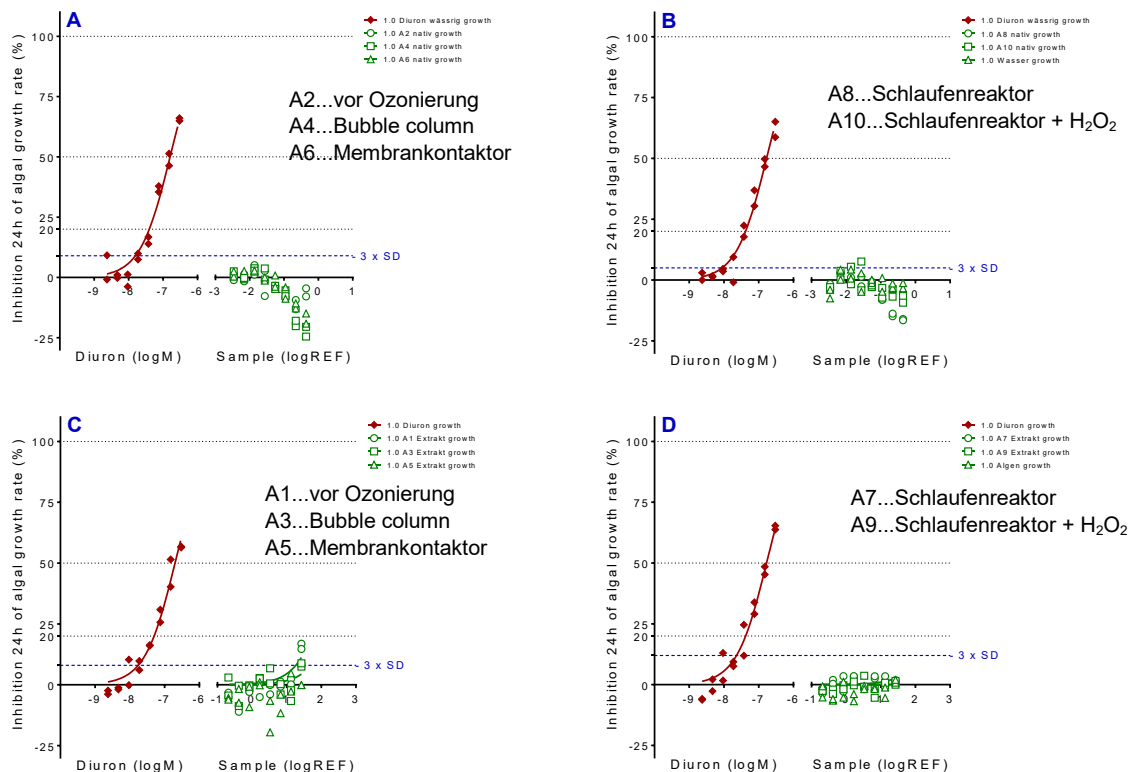 A
1.0 Diuron wässrig growth
1.0 A2 nativ growth
1.0 A4 nativ growth
1.0 A6 nativ growth
A2...vor Ozonierung
A4...Bubble column
A6...Membrankontaktor
Inhibition 24h of algal growth rate (%)
100
75
50
25
20
0
-25
3 x SD
-9 -8 -7 -6
-3 -2 -1 0 1
Diuron (logM) Sample (logREF)
B
1.0 Diuron wässrig growth
1.0 A8 nativ growth
1.0 A10 nativ growth
1.0 Wasser growth
A8...Schlaufenreaktor
A10...Schlaufenreaktor + H₂O₂
Inhibition 24h of algal growth rate (%)
100
75
50
25
20
0
-25
3 x SD
-9 -8 -7 -6
-3 -2 -1 0 1
Diuron (logM) Sample (logREF)
C
1.0 Diuron growth
1.0 A1 Extrakt growth
1.0 A3 Extrakt growth
1.0 A5 Extrakt growth
A1...vor Ozonierung
A3...Bubble column
A5...Membrankontaktor
Inhibition 24h of algal growth rate (%)
100
75
50
25
20
0
-25
3 x SD
-9 -8 -7 -6
-1 0 1 2 3
Diuron (logM) Sample (logREF)
D
1.0 Diuron growth
1.0 A7 Extrakt growth
1.0 A9 Extrakt growth
1.0 Algen growth
A7...Schlaufenreaktor
A9...Schlaufenreaktor + H₂O₂
Inhibition 24h of algal growth rate (%)
100
75
50
25
20
0
-25
3 x SD
-9 -8 -7 -6
-1 0 1 2 3
Diuron (logM) Sample (logREF)